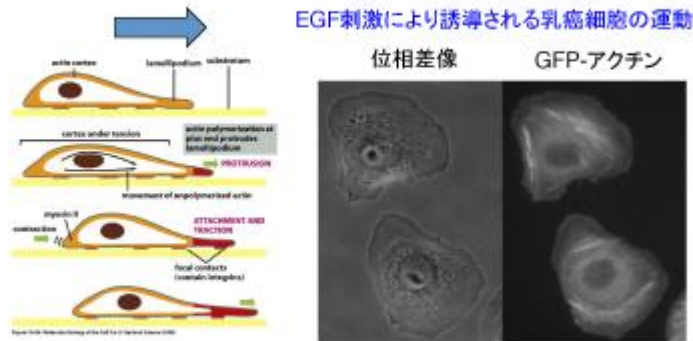 EGF刺激により誘導される乳癌細胞の運動
位相差像
GFP-アクチン
actin cortex
lamellipodium
substratum
cortex under tension
actin polymerization at
plus end protrudes
lamellipodium
PROTRUSION
movement of unpolymerized actin
myosin II
contraction
ATTACHMENT AND
TRACTION
focal contacts
(contain integrins)